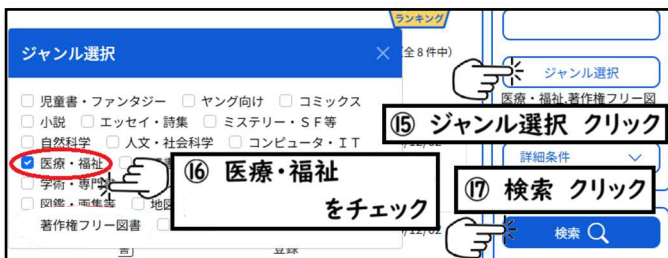 ランキング
ジャンル選択
全8件中)
ジャンル選択
児童書・ファンタジー ヤング向け コミックス
医療・福祉,著作権フリー図
小説 エッセイ・詩集 ミステリー・SF等
⑮ ジャンル選択 クリック
自然科学 人文・社会科学 コンピュータ・IT
医療・福祉
詳細条件
⑯ 医療・福祉
をチェック
学術・専門
⑰ 検索 クリック
図鑑・画集等 地図
著作権フリー図書
検索
登録